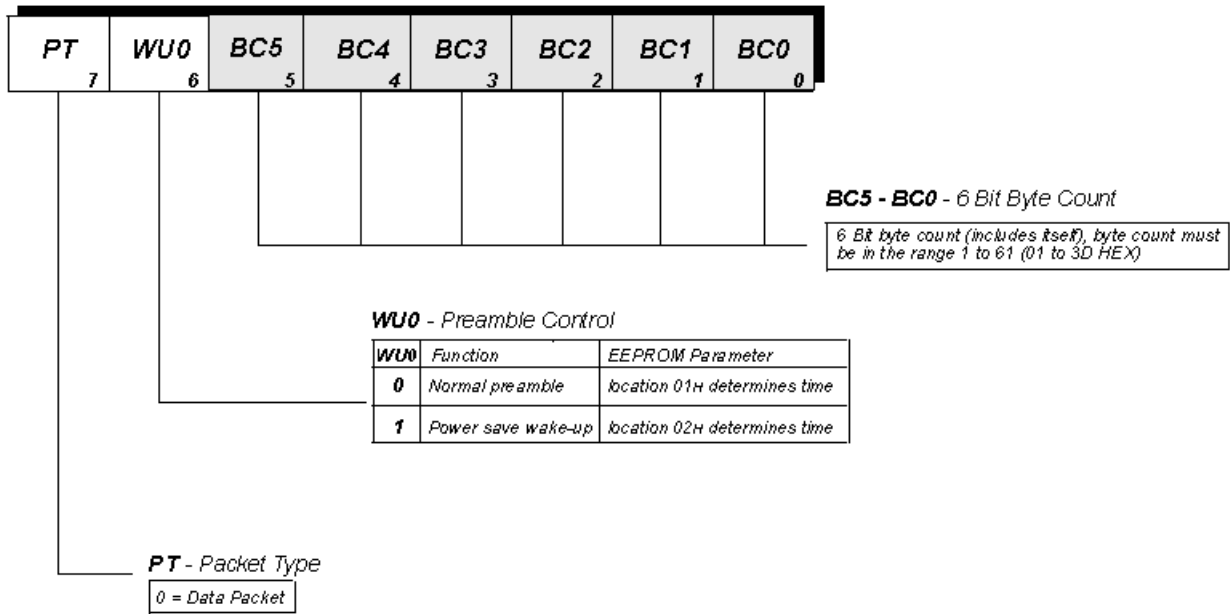 PT WU0 BC5 BC4 BC3 BC2 BC1 BC0
7 6 5 4 3 2 1 0
BC5 - BC0 - 6 Bit Byte Count
6 Bit byte count (includes itself), byte count must
be in the range 1 to 61 (01 to 3D HEX)
WU0 - Preamble Control
WU0 Function EEPROM Parameter
0 Normal preamble location 01H determines time
1 Power save wake-up location 02H determines time
PT - Packet Type
0 = Data Packet